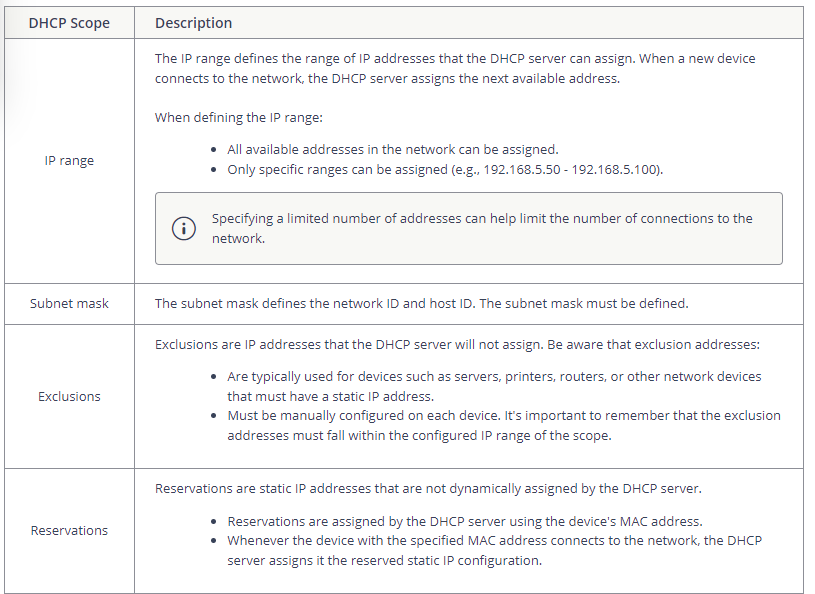 DHCP Scope Description
The IP range defines the range of IP addresses that the DHCP server can assign. When a new device
connects to the network, the DHCP server assigns the next available address.
When defining the IP range:
IP range
• All available addresses in the network can be assigned.
• Only specific ranges can be assigned (e.g., 192.168.5.50 - 192.168.5.100).
Specifying a limited number of addresses can help limit the number of connections to the
network.
Subnet mask The subnet mask defines the network ID and host ID. The subnet mask must be defined.
Exclusions
Exclusions are IP addresses that the DHCP server will not assign. Be aware that exclusion addresses:
• Are typically used for devices such as servers, printers, routers, or other network devices
that must have a static IP address.
• Must be manually configured on each device. It's important to remember that the exclusion
addresses must fall within the configured IP range of the scope.
Reservations
Reservations are static IP addresses that are not dynamically assigned by the DHCP server.
• Reservations are assigned by the DHCP server using the device's MAC address.
• Whenever the device with the specified MAC address connects to the network, the DHCP
server assigns it the reserved static IP configuration.